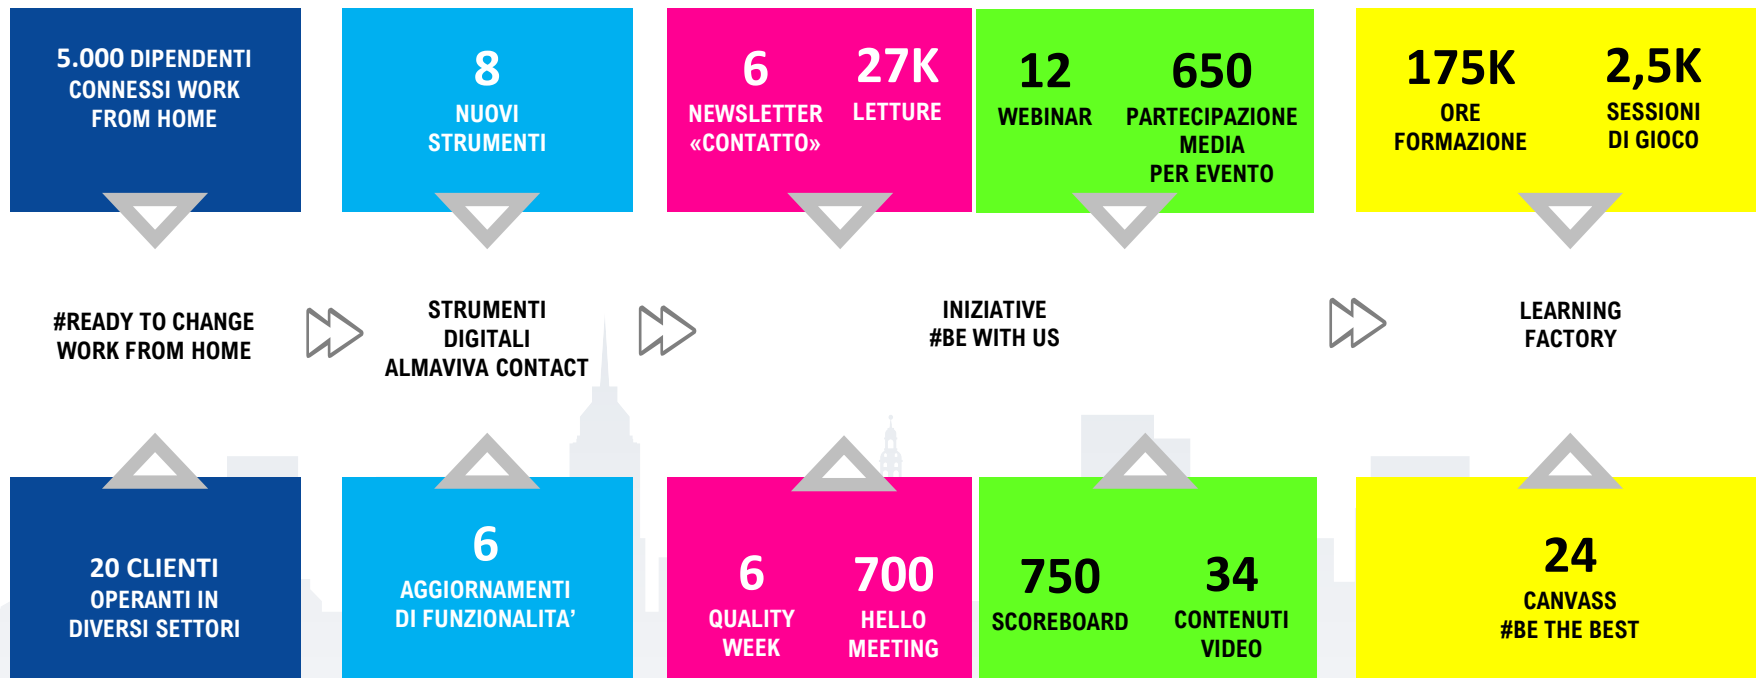 5.000 DIPENDENTI
CONNESSI WORK
FROM HOME
8
NUOVI
STRUMENTI
6
NEWSLETTER
«CONTATTO»
27K
LETTURE
12
WEBINAR
650
PARTECIPAZIONE
MEDIA
PER EVENTO
175K
ORE
FORMAZIONE
2,5K
SESSIONI
DI GIOCO
#READY TO CHANGE
WORK FROM HOME
STRUMENTI
DIGITALI
ALMAVIVA CONTACT
INIZIATIVE
#BE WITH US
LEARNING
FACTORY
20 CLIENTI
OPERANTI IN
DIVERSI SETTORI
6
AGGIORNAMENTI
DI FUNZIONALITA’
6
QUALITY
WEEK
700
HELLO
MEETING
750
SCOREBOARD
34
CONTENUTI
VIDEO
24
CANVASS
#BE THE BEST